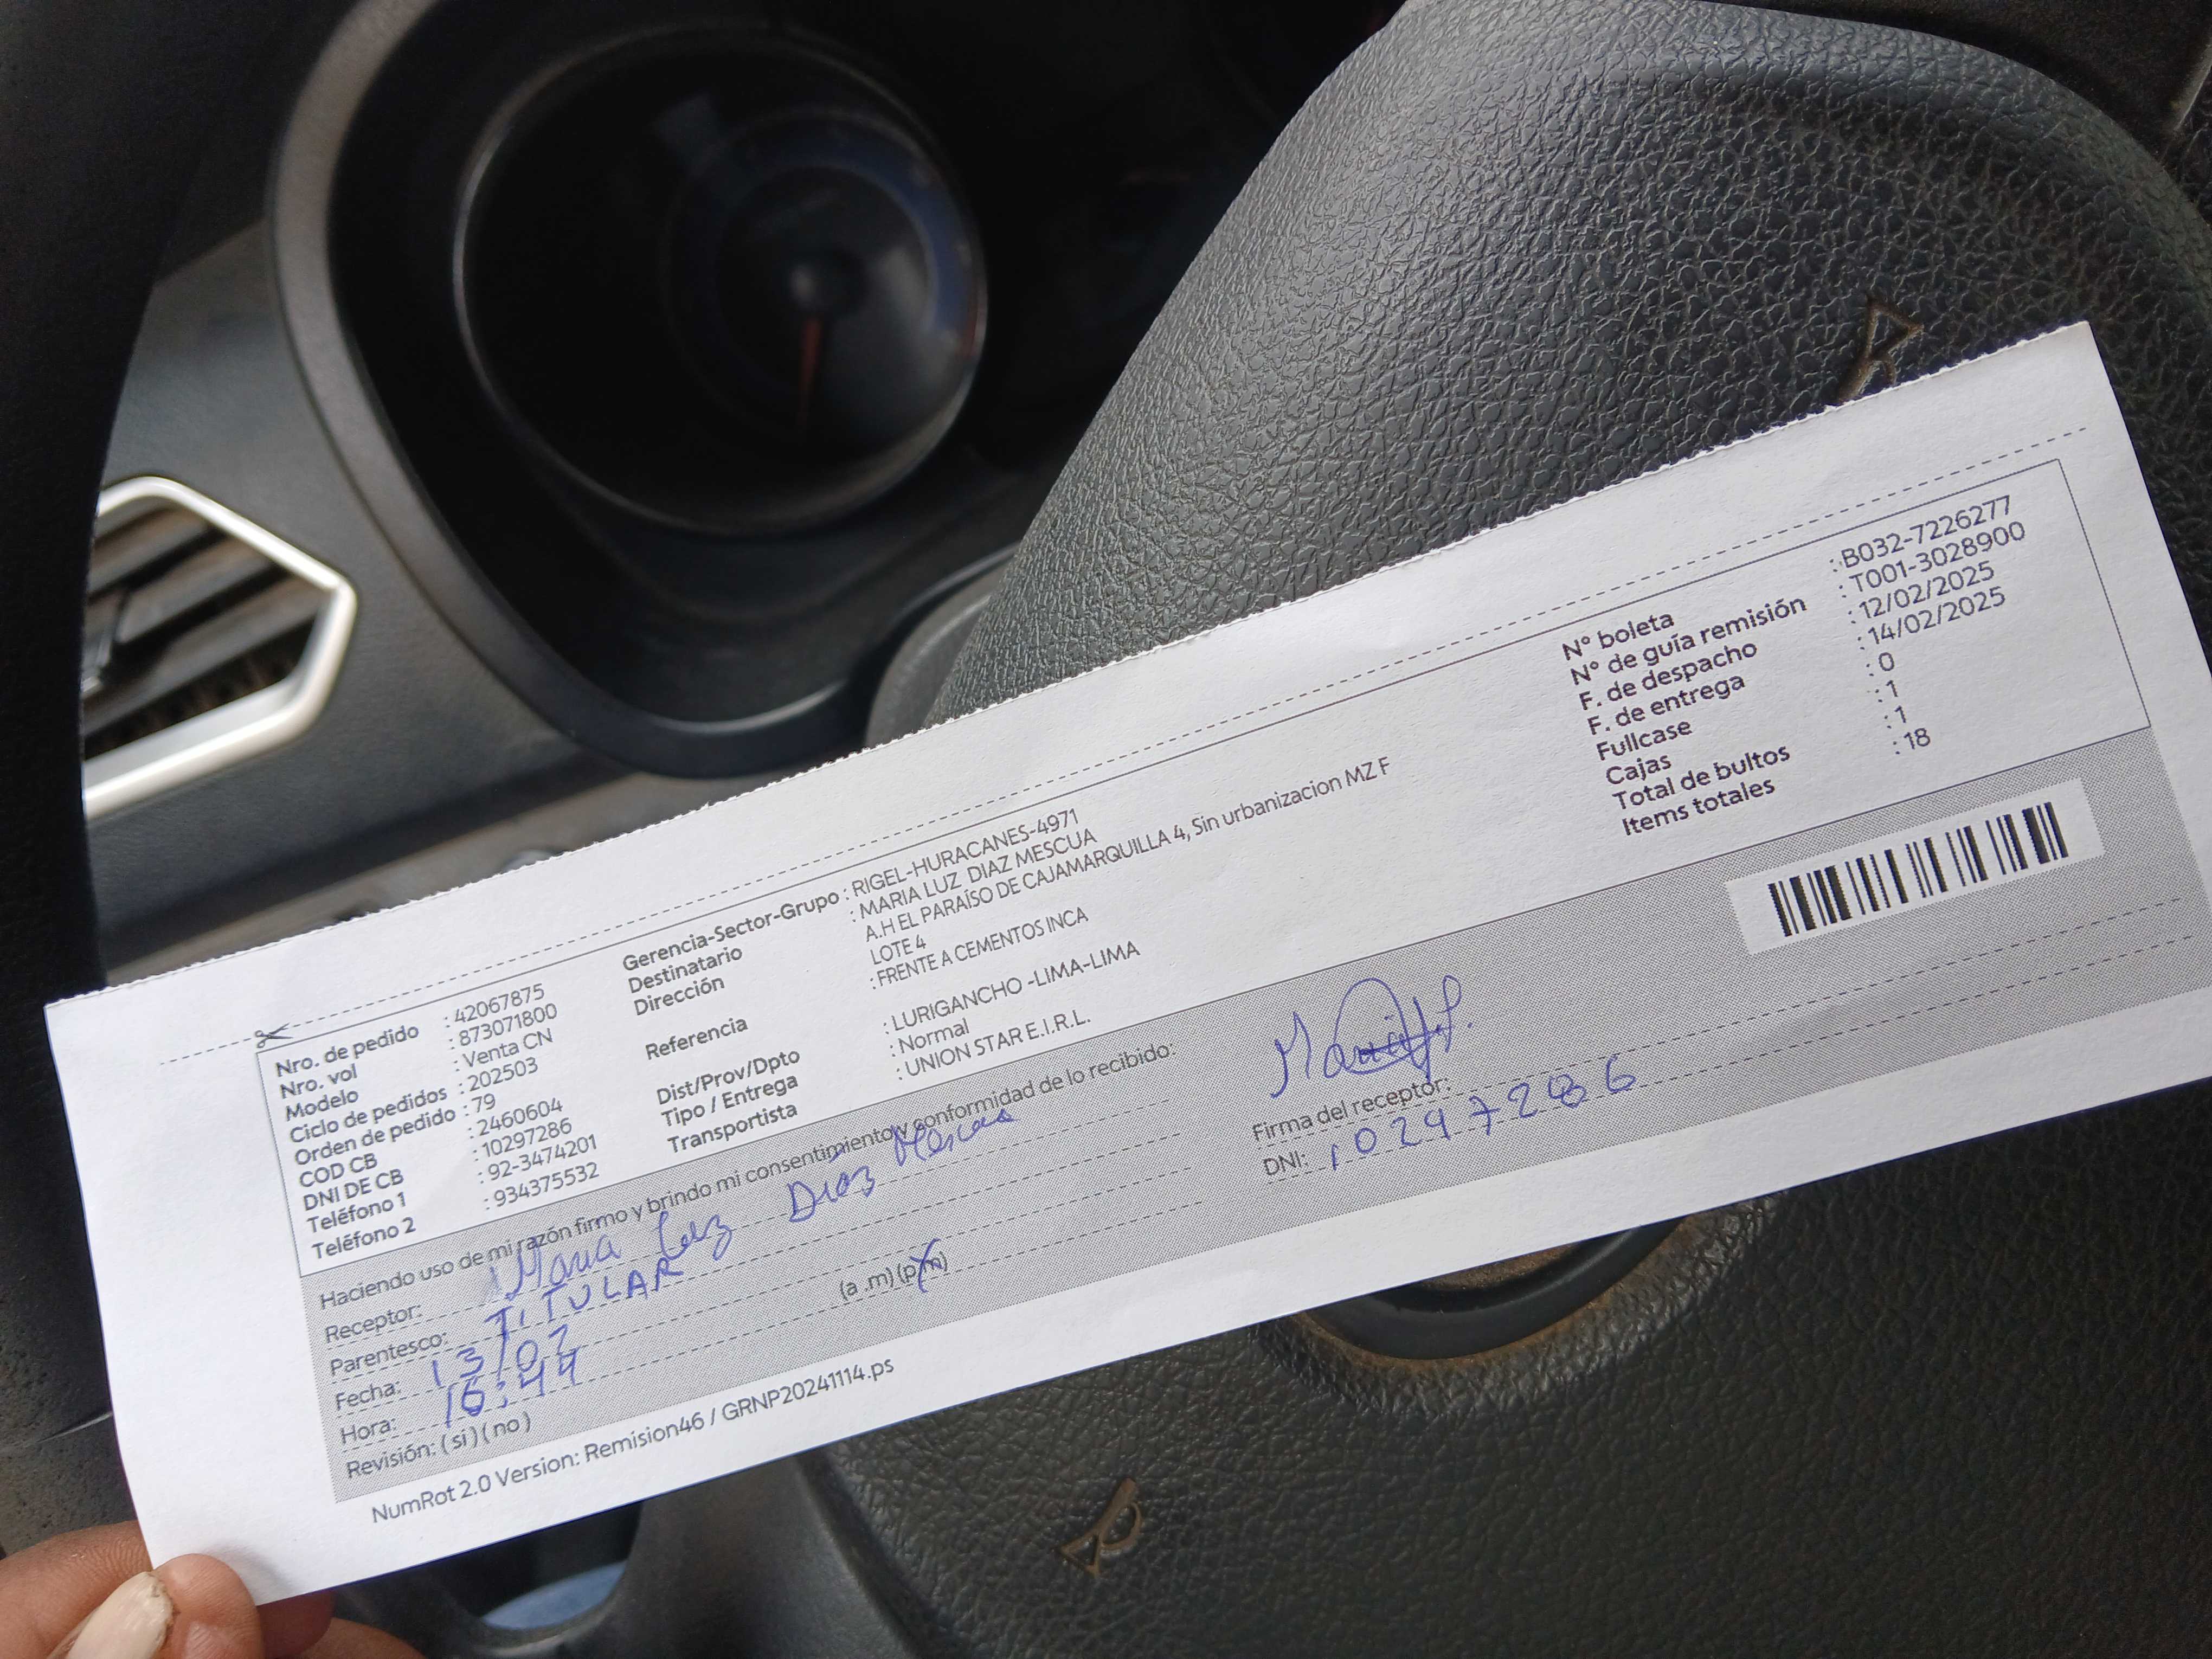 Nro. de pedido : 42067875
Nro. vol : 873071800
Modelo : Venta CN
Ciclo de pedidos : 202503
Orden de pedido : 79
COD CB : 2460604
DNI DE CB : 10297286
Teléfono 1 : 92-3474201
Teléfono 2 : 934375532
Gerencia-Sector-Grupo : RIGEL-HURACANES-4971
Destinatario : MARIA LUZ DIAZ MESCUA
Dirección A.H EL PARAÍSO DE CAJAMARQUILLA 4, Sin urbanizacion MZ F
LOTE 4
Referencia : FRENTE A CEMENTOS INCA
Dist/Prov/Dpto : LURIGANCHO -LIMA-LIMA
Tipo / Entrega : Normal
Transportista : UNION STAR E.I.R.L.
N° boleta : B032-7226277
N° de guía remisión : T001-3028900
F. de despacho : 12/02/2025
F. de entrega : 14/02/2025
Fullcase : 0
Cajas : 1
Total de bultos : 1
Items totales : 18
Haciendo uso de mi razón firmo y brindo mi consentimiento y conformidad de lo recibido:
Receptor: Maria Luz Diaz Mescua
Parentesco: TITULAR
Fecha: 13/02
Hora: 16:44 (a .m) (p.m)
Revisión: ( si ) ( no )
Firma del receptor:
DNI:
NumRot 2.0 Version: Remision46 / GRNP20241114.ps